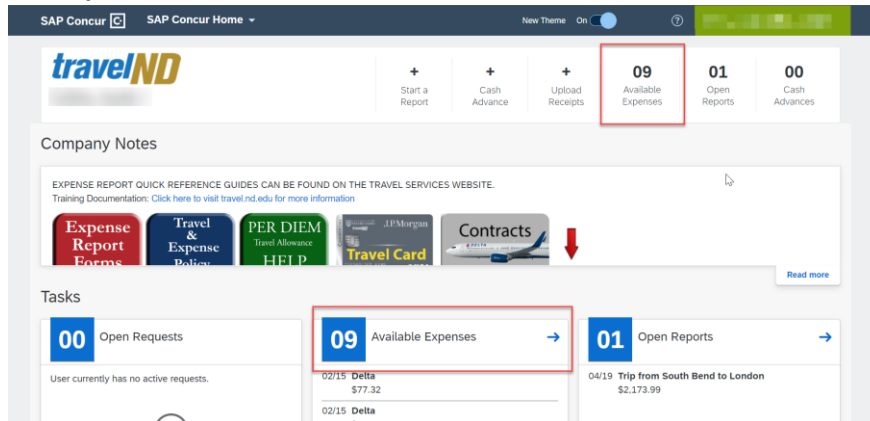 SAP Concur C SAP Concur Home
New Theme On
travelND
+ Start a Report
+ Cash Advance
+ Upload Receipts
09 Available Expenses
01 Open Reports
00 Cash Advances
Company Notes
EXPENSE REPORT QUICK REFERENCE GUIDES CAN BE FOUND ON THE TRAVEL SERVICES WEBSITE.
Training Documentation: Click here to visit travel.nd.edu for more information
Expense
Report
Forms
Travel
&
Expense
Policy
PER DIEM
Travel Allowance
HELP
J.P.Morgan
Travel Card
Contracts
DELTA
Read more
Tasks
00 Open Requests
User currently has no active requests.
09 Available Expenses →
02/15 Delta
$77.32
02/15 Delta
01 Open Reports →
04/19 Trip from South Bend to London
$2,173.99